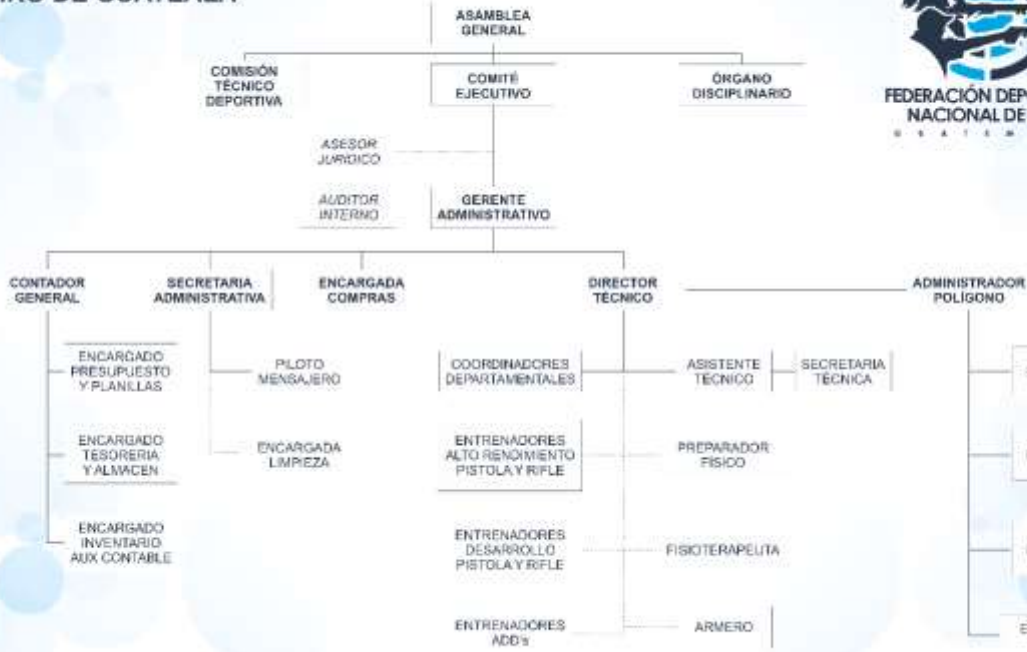 ASAMBLEA
GENERAL
COMISIÓN
TÉCNICO
DEPORTIVA
COMITÉ
EJECUTIVO
ÓRGANO
DISCIPLINARIO
FEDERACIÓN
NACIONAL DE
ASESOR
JURÍDICO
AUDITOR
INTERNO
GERENTE
ADMINISTRATIVO
CONTADOR
GENERAL
SECRETARIA
ADMINISTRATIVA
ENCARGADA
COMPRAS
DIRECTOR
TÉCNICO
ADMINISTRADOR
POLÍGONO
ENCARGADO
PRESUPUESTO
Y PLANILLAS
PILOTO
MENSAJERO
COORDINADORES
DEPARTAMENTALES
ASISTENTE
TÉCNICO
SECRETARIA
TÉCNICA
ENCARGADO
TESORERIA
Y ALMACEN
ENCARGADA
LIMPIEZA
ENTRENADORES
ALTO RENDIMIENTO
PISTOLA Y RIFLE
PREPARADOR
FÍSICO
ENCARGADO
INVENTARIO
AUX CONTABLE
ENTRENADORES
DESARROLLO
PISTOLA Y RIFLE
FISIOTERAPEUTA
ENTRENADORES
ADD's
ARMERO